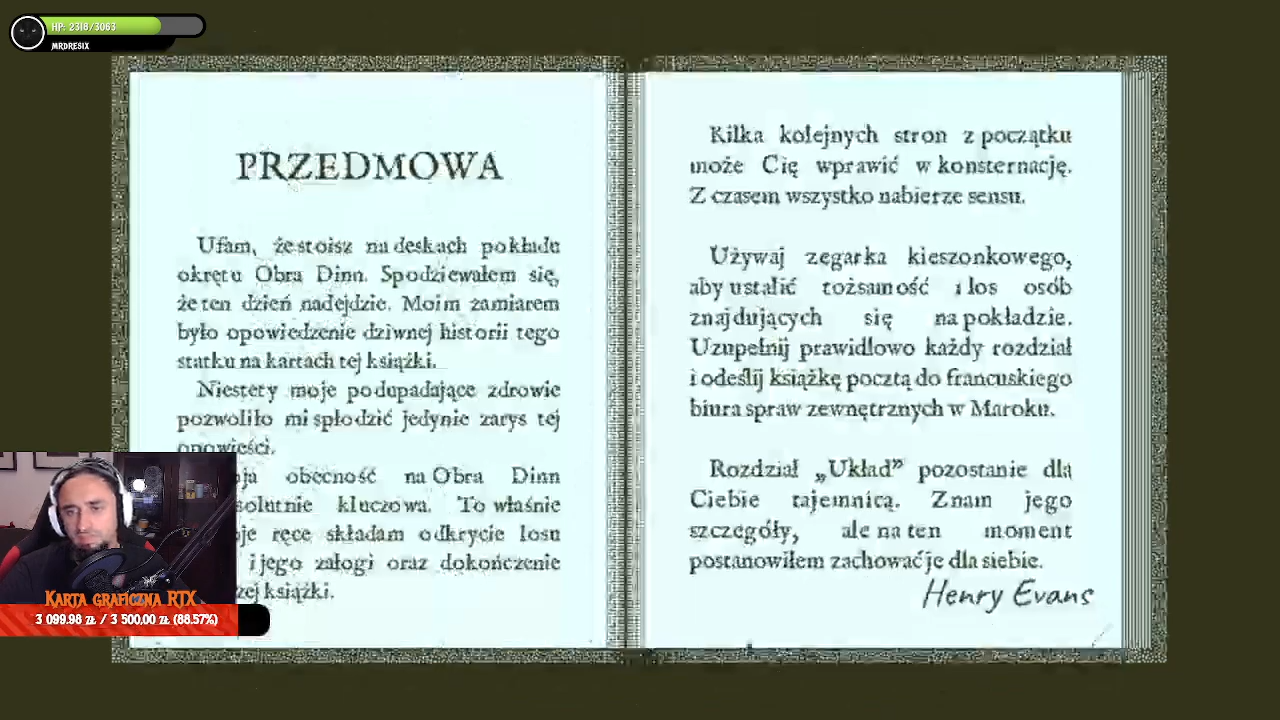 HP: 2318/3063
MRDRESIX
PRZEDMOWA
Ufam, że stoisz na deskach pokładu
okrętu Obra Dinn. Spodziewałem się,
że ten dzień nadejdzie. Moim zamiarem
było opowiedzenie dziwnej historii tego
statku na kartach tej książki.
Niestety moje podupadające zdrowie
pozwoliło mi spłodzić jedynie zarys tej
opowieści.
obecność na Obra Dinn
kluczowa. To właśnie
ręce składam odkrycie losu
i jego załogi oraz dokończenie
książki.
Kilka kolejnych stron z początku
może Cię wprawić w konsternację.
Z czasem wszystko nabierze sensu.
Używaj zegarka kieszonkowego,
aby ustalić tożsamość i los osób
znajdujących się na pokładzie.
Uzupełnij prawidłowo każdy rozdział
i odeślij książkę pocztą do francuskiego
biura spraw zewnętrznych w Maroku.
Rozdział „Układ” pozostanie dla
Ciebie tajemnicą. Znam jego
szczegóły, ale na ten moment
postanowiłem zachować je dla siebie.
Henry Evans
Karta graficzna RTX
3 099.98 zł / 3 500.00 zł (88.57%)